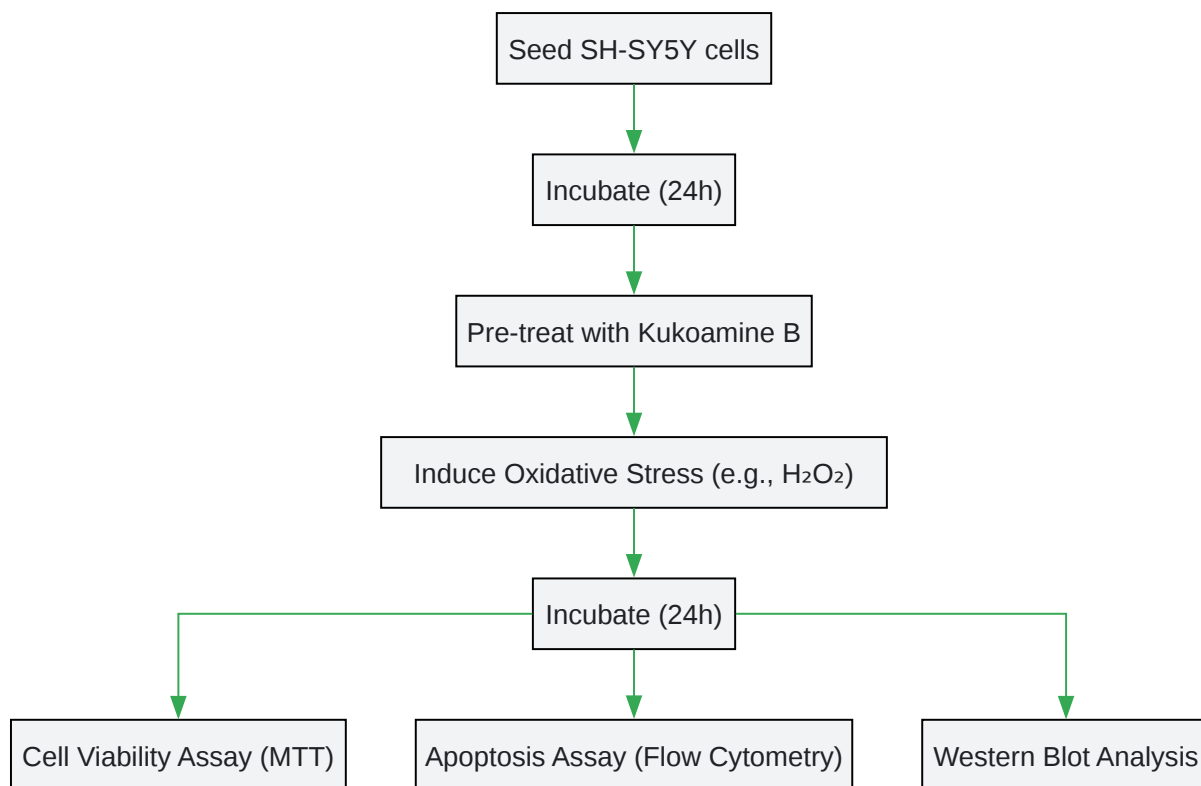 Seed SH-SY5Y cells
Incubate (24h)
Pre-treat with Kukoamine B
Induce Oxidative Stress (e.g., H₂O₂)
Incubate (24h)
Cell Viability Assay (MTT)
Apoptosis Assay (Flow Cytometry)
Western Blot Analysis